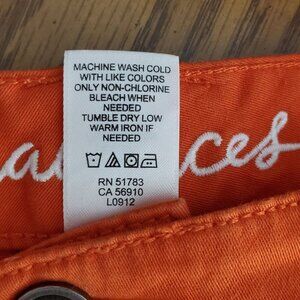 MACHINE WASH COLD
WITH LIKE COLORS
ONLY NON-CHLORINE
BLEACH WHEN
NEEDED
TUMBLE DRY LOW
WARM IRON IF
NEEDED
RN 51783
CA 56910
L0912